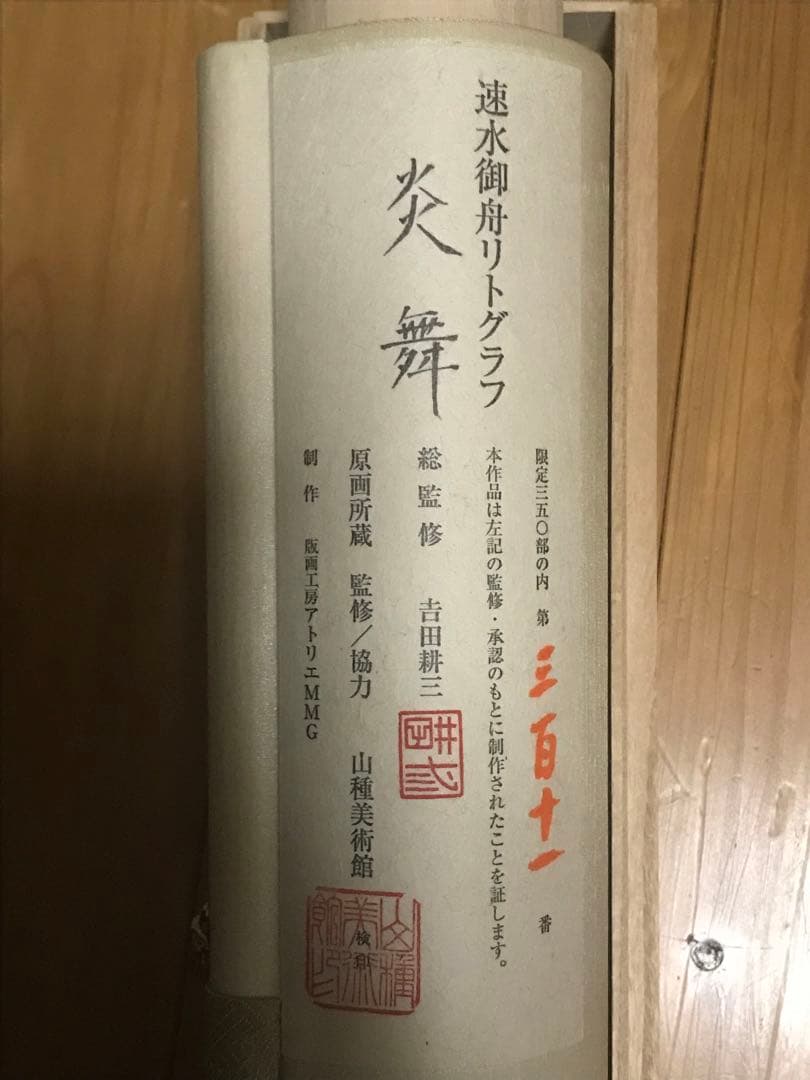 速水御舟リトグラフ
炎舞
限定三五〇部の内 第 三百十一 番
本作品は左記の監修・承認のもとに制作されたことを証します。
総監修 吉田耕三
原画所蔵 監修/協力 山種美術館
制作 版画工房アトリエMMG
検印